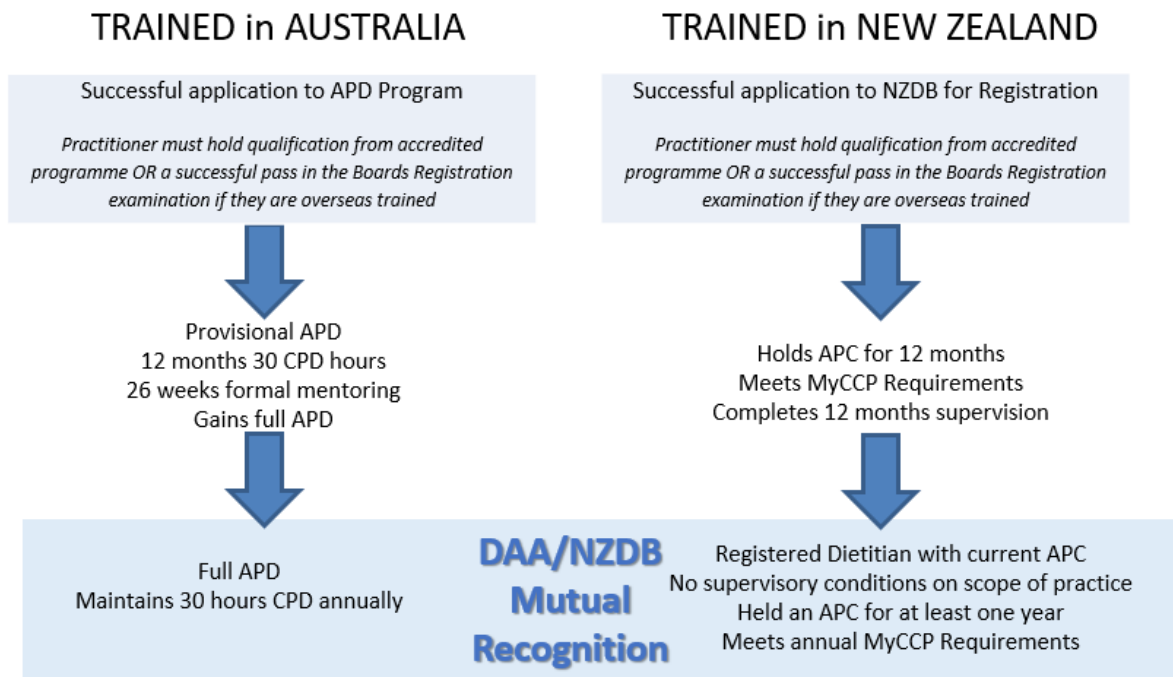 TRAINED in AUSTRALIA
Successful application to APD Program
Practitioner must hold qualification from accredited
programme OR a successful pass in the Boards Registration
examination if they are overseas trained
Provisional APD
12 months 30 CPD hours
26 weeks formal mentoring
Gains full APD
Full APD
Maintains 30 hours CPD annually
TRAINED in NEW ZEALAND
Successful application to NZDB for Registration
Practitioner must hold qualification from accredited
programme OR a successful pass in the Boards Registration
examination if they are overseas trained
Holds APC for 12 months
Meets MyCCP Requirements
Completes 12 months supervision
Registered Dietitian with current APC
No supervisory conditions on scope of practice
Held an APC for at least one year
Meets annual MyCCP Requirements
DAA/NZDB
Mutual
Recognition